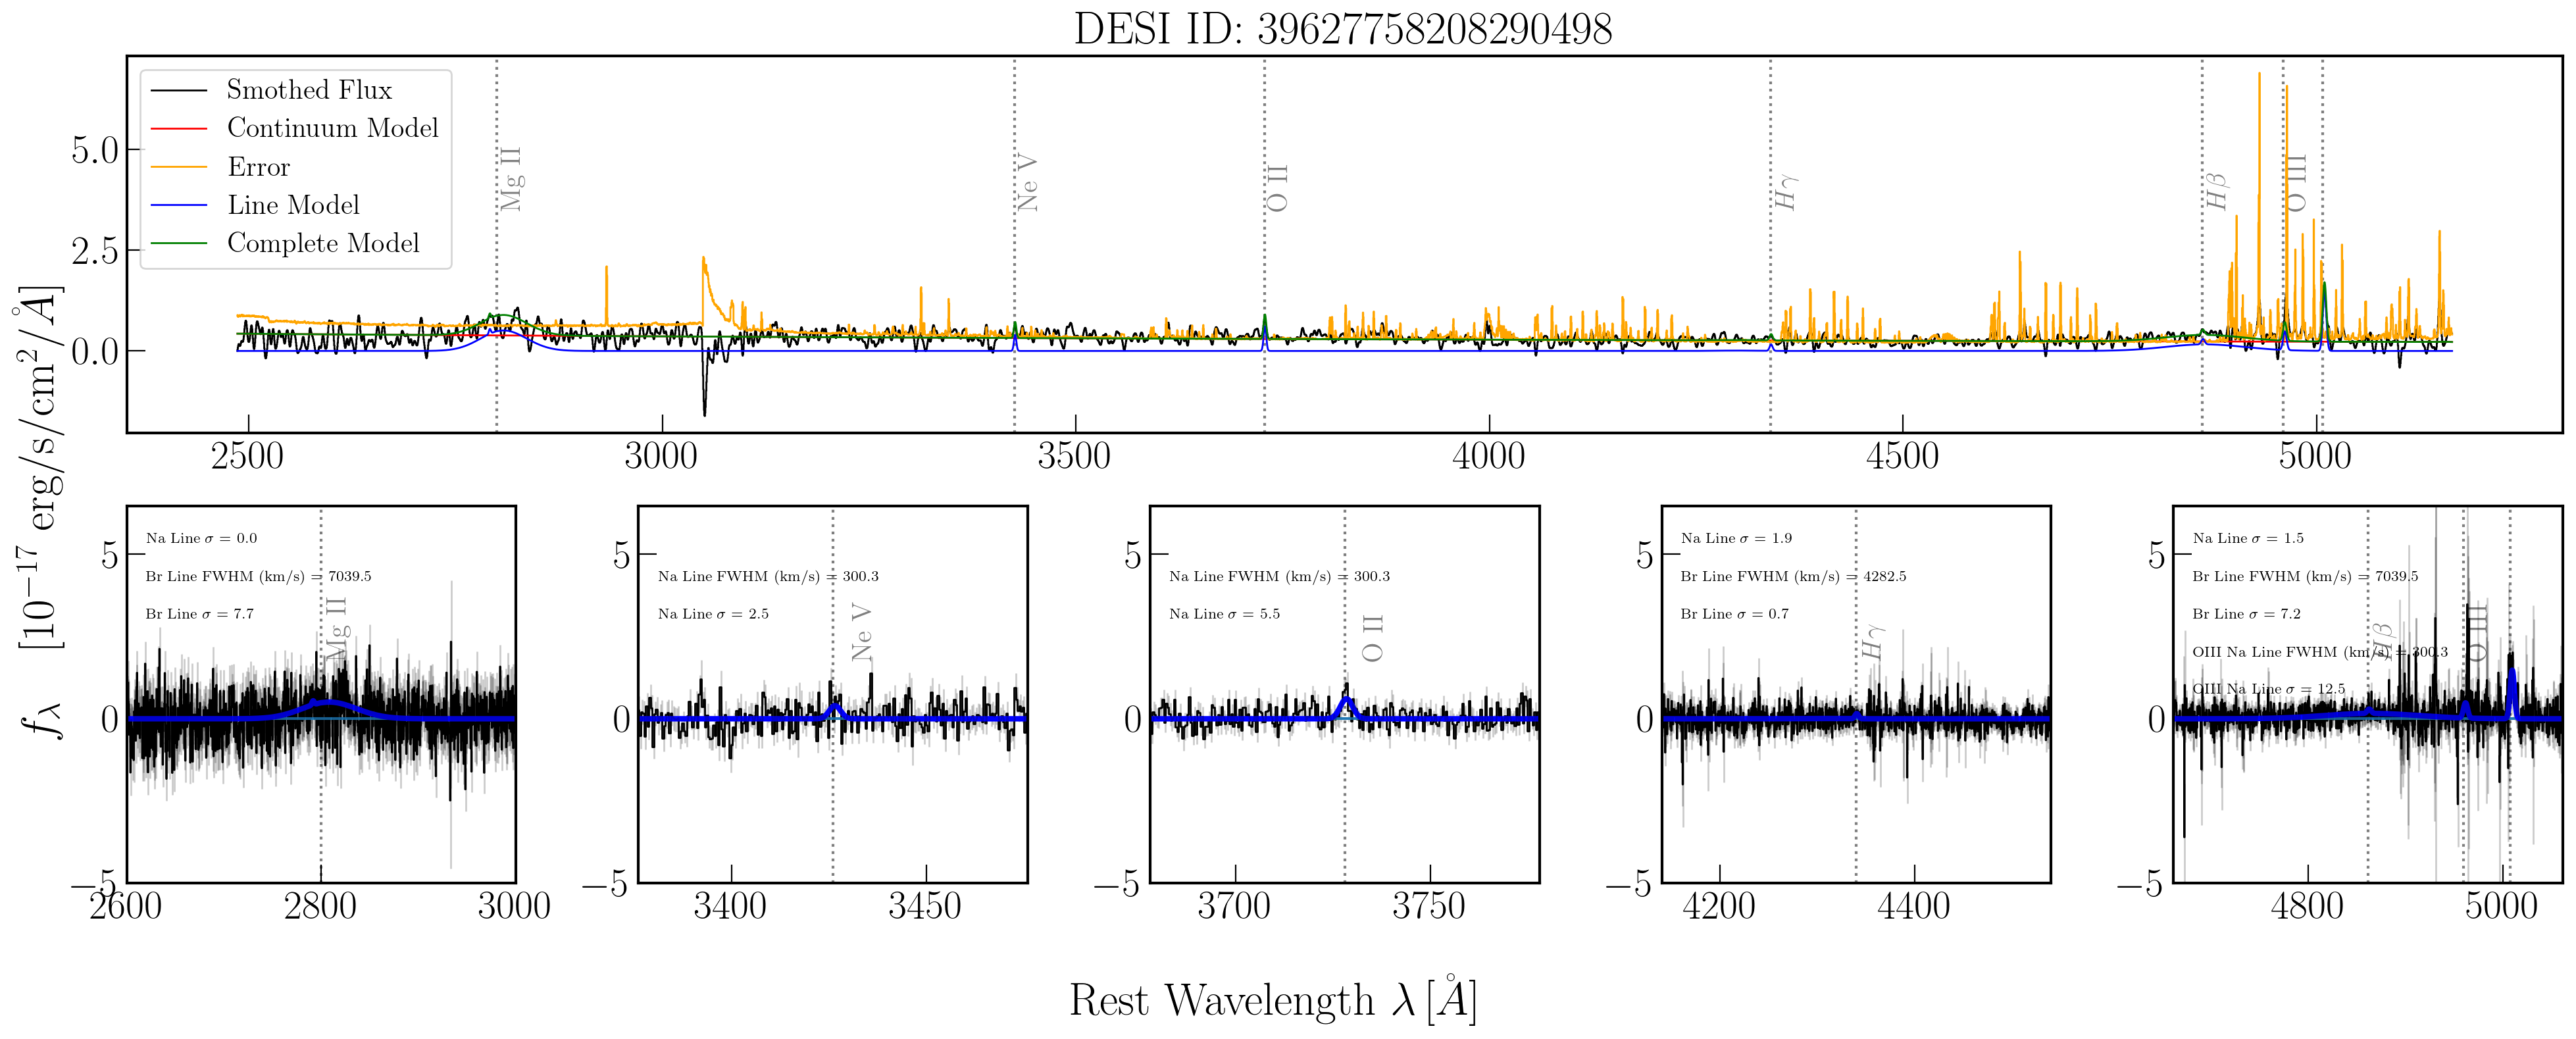 DESI ID: 39627758208290498
Smothed Flux
Continuum Model
Error
Line Model
Complete Model
Mg II
Ne V
O II
Hγ
Hβ
O III
5.0
2.5
0.0
2500 3000 3500 4000 4500 5000
f_λ [10^{-17} erg/s/cm^2/Å]
Na Line σ = 0.0
Br Line FWHM (km/s) = 7039.5
Br Line σ = 7.7
Mg II
5
0
−5
2600 2800 3000
Na Line FWHM (km/s) = 300.3
Na Line σ = 2.5
Ne V
5
0
−5
3400 3450
Na Line FWHM (km/s) = 300.3
Na Line σ = 5.5
O II
5
0
−5
3700 3750
Na Line σ = 1.9
Br Line FWHM (km/s) = 4282.5
Br Line σ = 0.7
Hγ
5
0
−5
4200 4400
Na Line σ = 1.5
Br Line FWHM (km/s) = 7039.5
Br Line σ = 7.2
OIII Na Line FWHM (km/s) = 300.3
OIII Na Line σ = 12.5
Hβ
O III
5
0
−5
4800 5000
Rest Wavelength λ [Å]